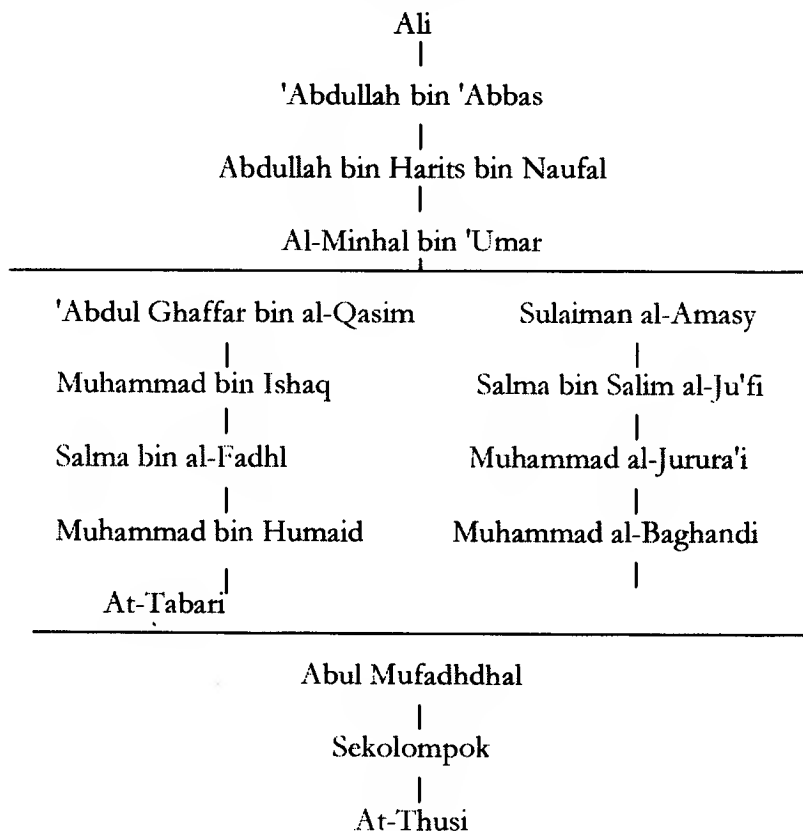 Ali
'Abdullah bin 'Abbas
Abdullah bin Harits bin Naufal
Al-Minhal bin 'Umar
'Abdul Ghaffar bin al-Qasim Sulaiman al-Amasy
Muhammad bin Ishaq Salma bin Salim al-Ju'fi
Salma bin al-Fadhl Muhammad al-Jurura'i
Muhammad bin Humaid Muhammad al-Baghandi
At-Tabari
Abul Mufadhdhal
Sekolompok
At-Thusi